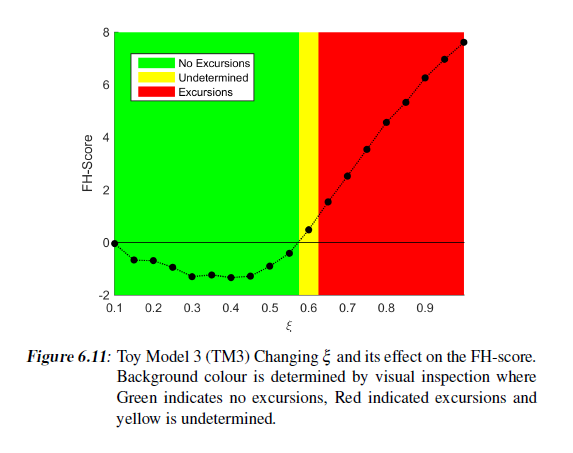 8
No Excursions
Undetermined
Excursions
6
4
2
0
-2
FH-Score
0.1 0.2 0.3 0.4 0.5 0.6 0.7 0.8 0.9
ξ
Figure 6.11: Toy Model 3 (TM3) Changing ξ and its effect on the FH-score.
Background colour is determined by visual inspection where
Green indicates no excursions, Red indicated excursions and
yellow is undetermined.